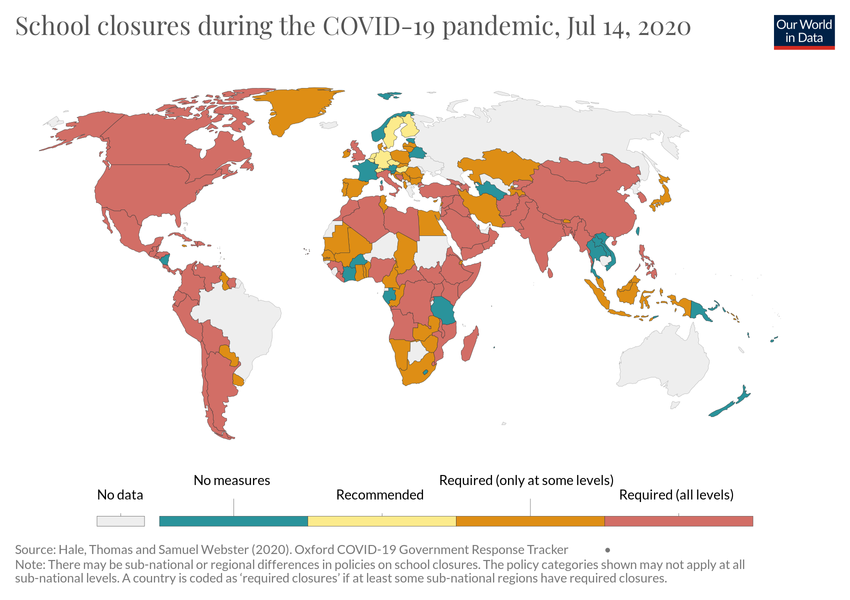 School closures during the COVID-19 pandemic, Jul 14, 2020
Our World
in Data
No data
No measures
Recommended
Required (only at some levels)
Required (all levels)
Source: Hale, Thomas and Samuel Webster (2020). Oxford COVID-19 Government Response Tracker •
Note: There may be sub-national or regional differences in policies on school closures. The policy categories shown may not apply at all
sub-national levels. A country is coded as 'required closures' if at least some sub-national regions have required closures.